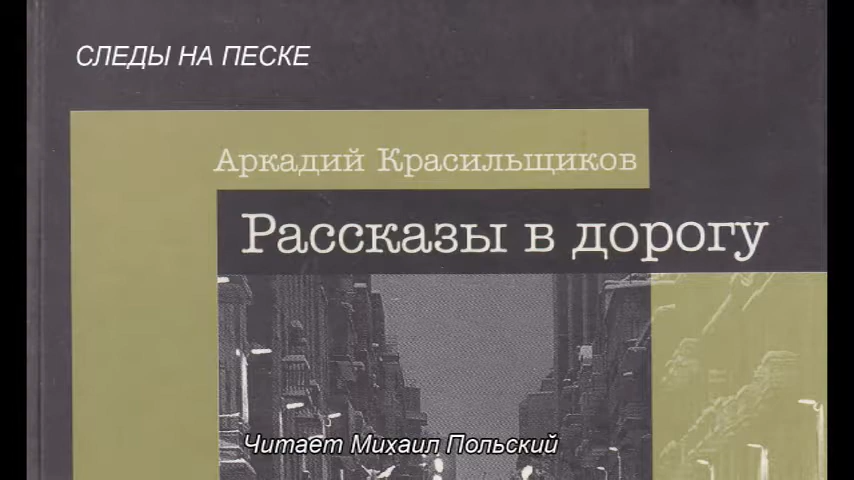 СЛЕДЫ НА ПЕСКЕ
Аркадий Красильщиков
Рассказы в дорогу
Читает Михаил Польский